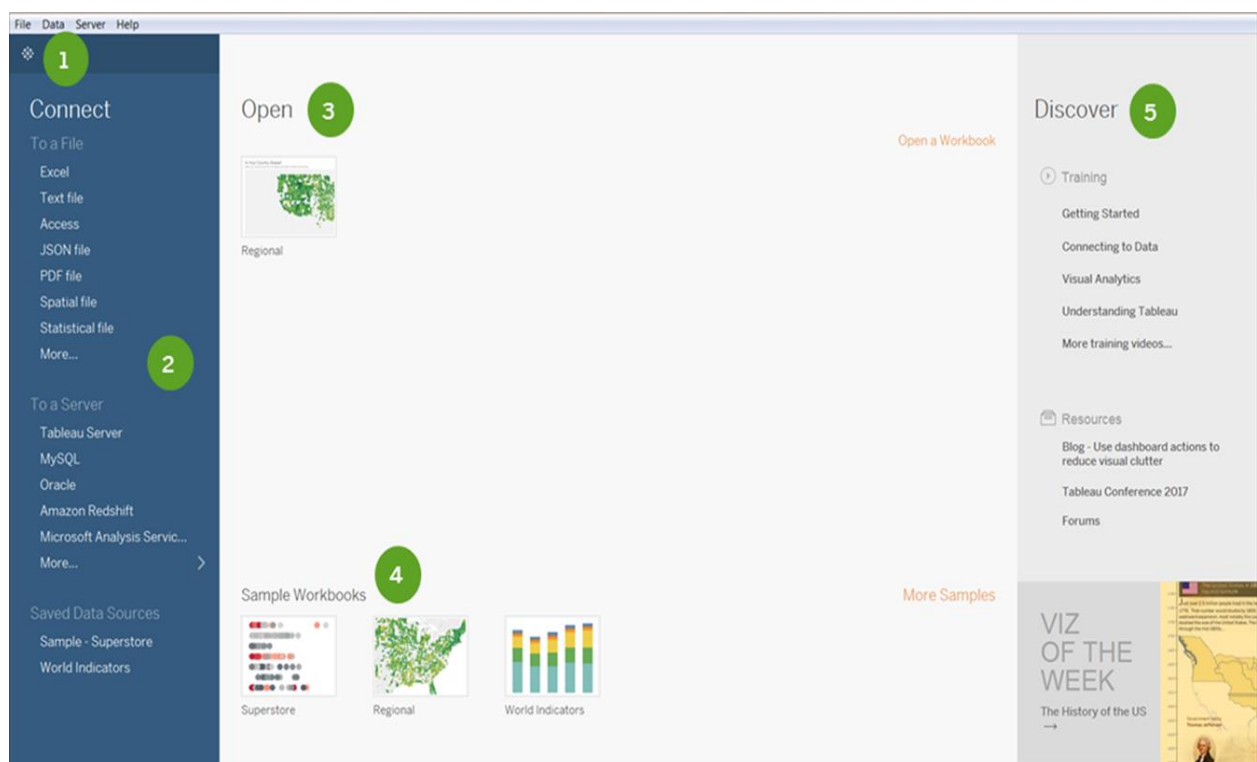 File Data Server Help
1
Connect
To a File
Excel
Text file
Access
JSON file
PDF file
Spatial file
Statistical file
More...
2
To a Server
Tableau Server
MySQL
Oracle
Amazon Redshift
Microsoft Analysis Servic...
More...
Saved Data Sources
Sample - Superstore
World Indicators
Open
3
Open a Workbook
Regional
4
Sample Workbooks
More Samples
Superstore
Regional
World Indicators
Discover
5
Training
Getting Started
Connecting to Data
Visual Analytics
Understanding Tableau
More training videos...
Resources
Blog - Use dashboard actions to
reduce visual clutter
Tableau Conference 2017
Forums
VIZ
OF THE
WEEK
The History of the US
Thomas Jefferson